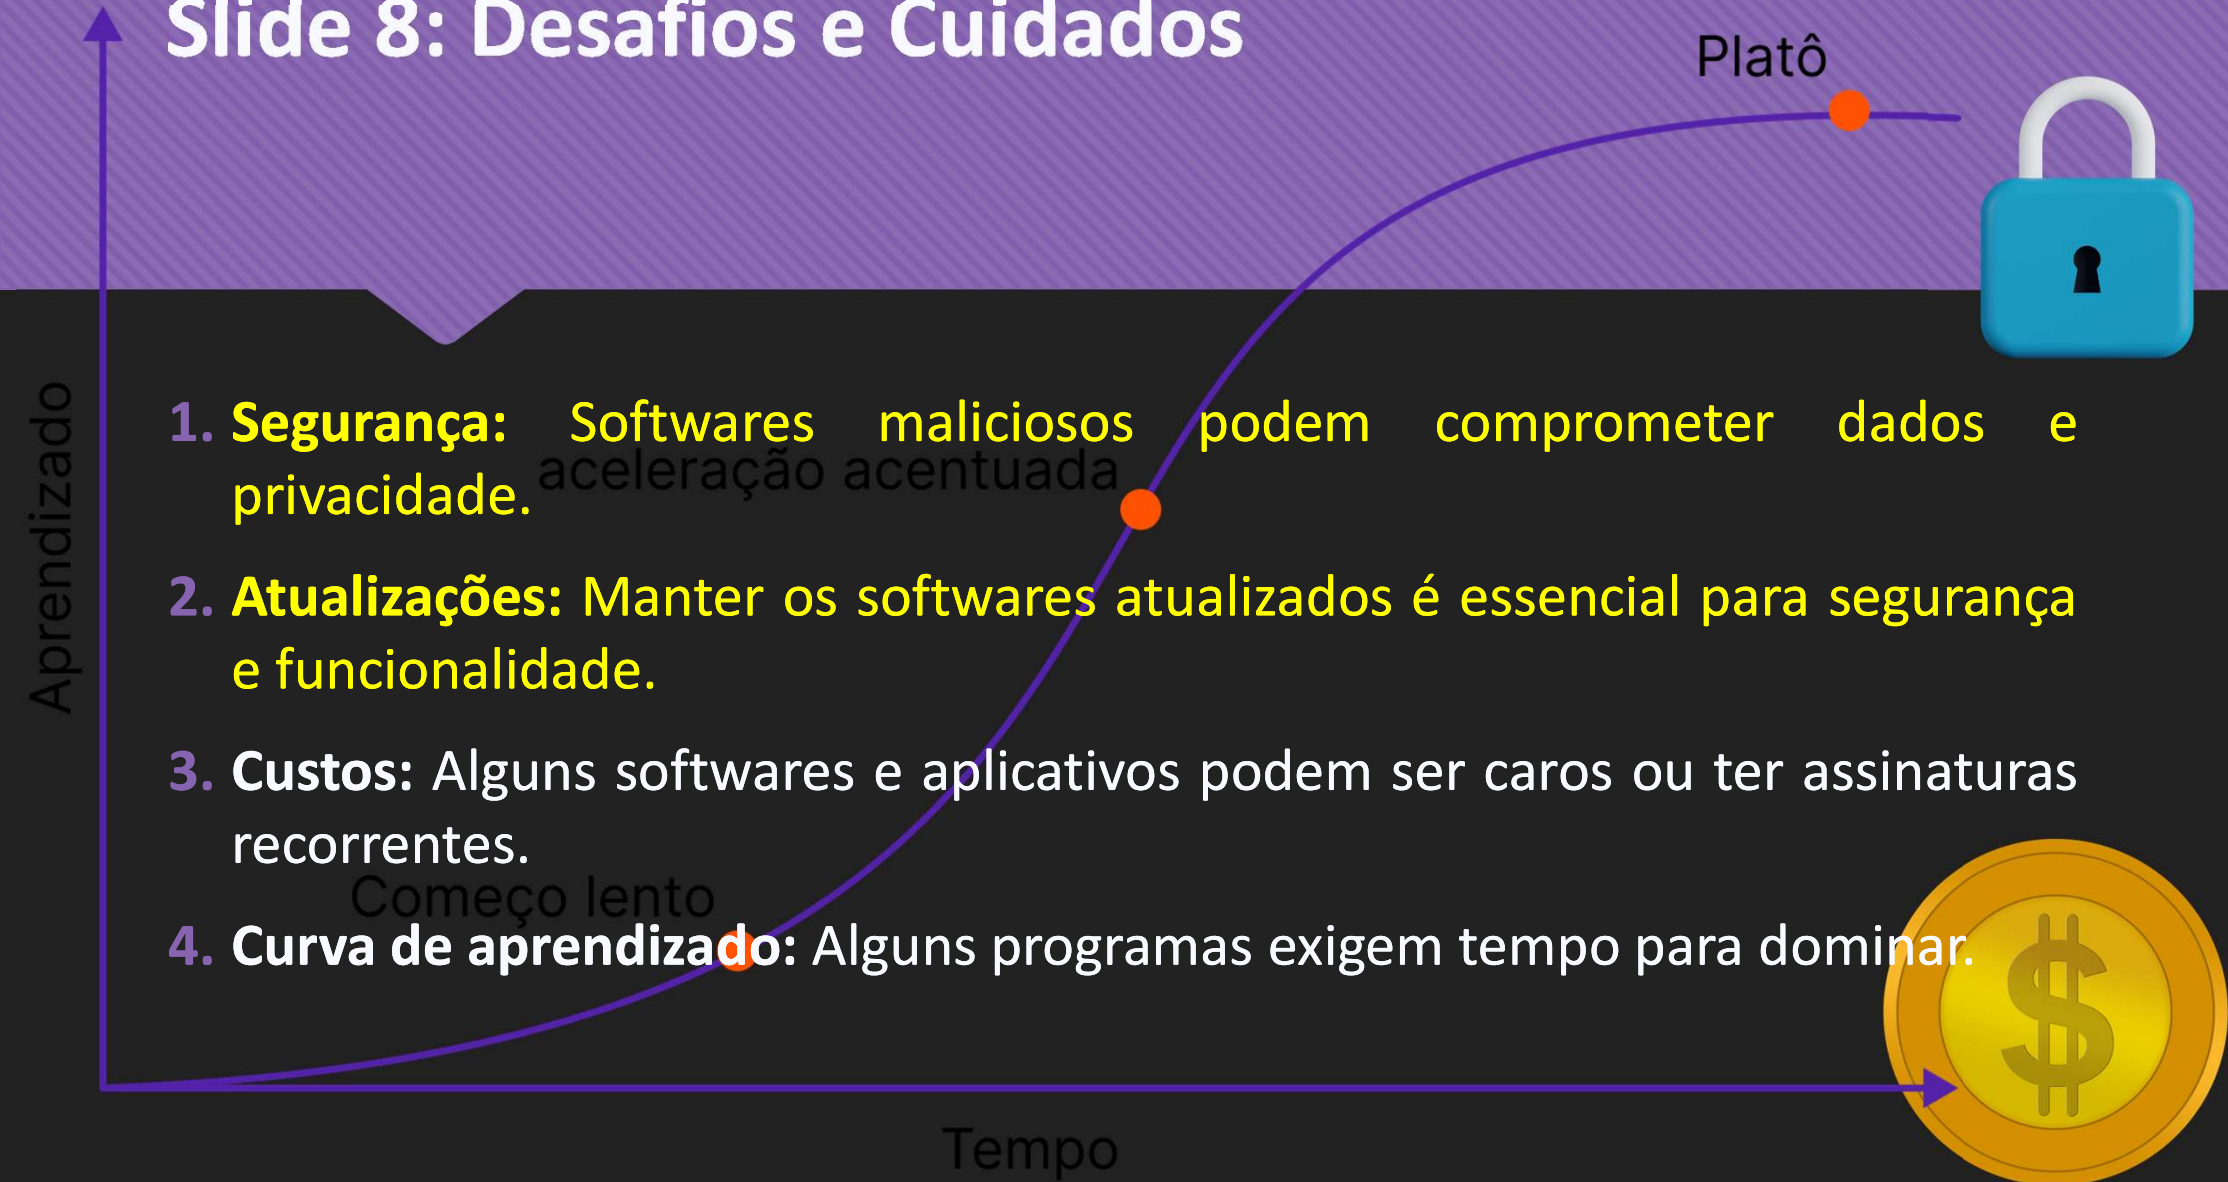 Slide 8: Desafios e Cuidados
Platô
Aprendizado
1. Segurança: Softwares maliciosos podem comprometer dados e
privacidade.
aceleração acentuada
2. Atualizações: Manter os softwares atualizados é essencial para segurança
e funcionalidade.
3. Custos: Alguns softwares e aplicativos podem ser caros ou ter assinaturas
recorrentes.
Começo lento
4. Curva de aprendizado: Alguns programas exigem tempo para dominar.
$
Tempo